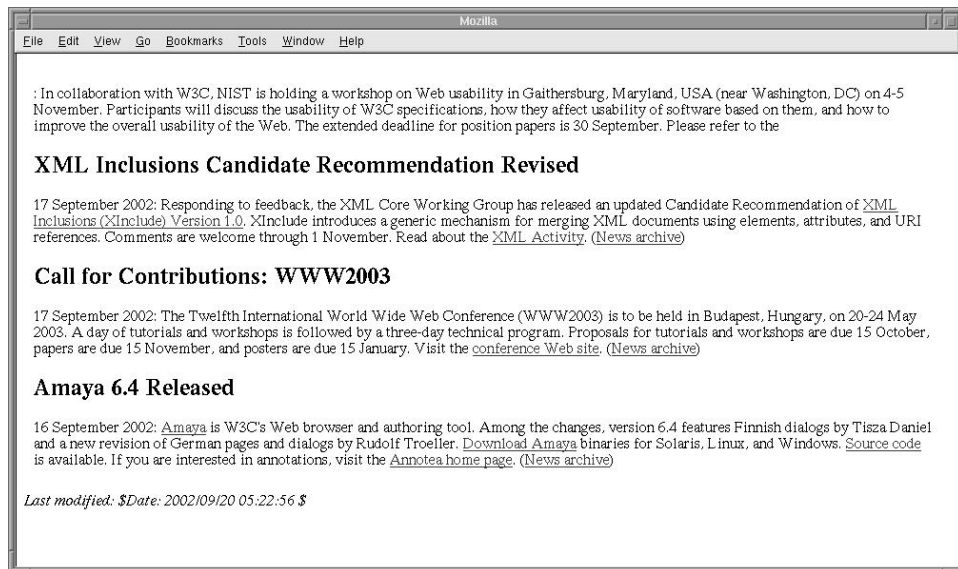 Mozilla
File Edit View Go Bookmarks Tools Window Help
: In collaboration with W3C, NIST is holding a workshop on Web usability in Gaithersburg, Maryland, USA (near Washington, DC) on 4-5
November. Participants will discuss the usability of W3C specifications, how they affect usability of software based on them, and how to
improve the overall usability of the Web. The extended deadline for position papers is 30 September. Please refer to the
XML Inclusions Candidate Recommendation Revised
17 September 2002: Responding to feedback, the XML Core Working Group has released an updated Candidate Recommendation of XML
Inclusions (XInclude) Version 1.0. XInclude introduces a generic mechanism for merging XML documents using elements, attributes, and URI
references. Comments are welcome through 1 November. Read about the XML Activity. (News archive)
Call for Contributions: WWW2003
17 September 2002: The Twelfth International World Wide Web Conference (WWW2003) is to be held in Budapest, Hungary, on 20-24 May
2003. A day of tutorials and workshops is followed by a three-day technical program. Proposals for tutorials and workshops are due 15 October,
papers are due 15 November, and posters are due 15 January. Visit the conference Web site. (News archive)
Amaya 6.4 Released
16 September 2002: Amaya is W3C's Web browser and authoring tool. Among the changes, version 6.4 features Finnish dialogs by Tisza Daniel
and a new revision of German pages and dialogs by Rudolf Troeller. Download Amaya binaries for Solaris, Linux, and Windows. Source code
is available. If you are interested in annotations, visit the Annotea home page. (News archive)
Last modified: $Date: 2002/09/20 05:22:56 $